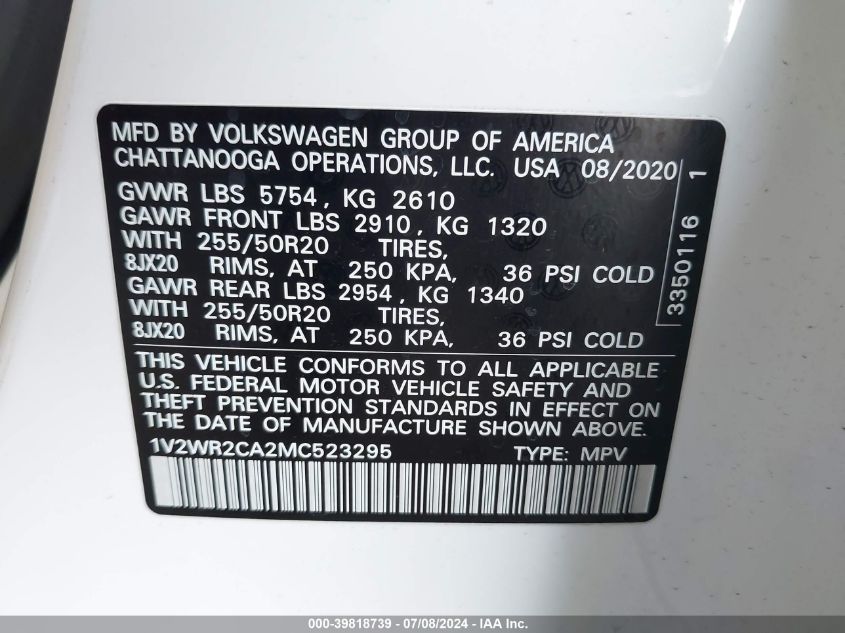 MFD BY VOLKSWAGEN GROUP OF AMERICA
CHATTANOOGA OPERATIONS, LLC. USA 08/2020
GVWR LBS 5754, KG 2610
GAWR FRONT LBS 2910, KG 1320
WITH 255/50R20 TIRES,
8JX20 RIMS, AT 250 KPA, 36 PSI COLD
GAWR REAR LBS 2954, KG 1340
WITH 255/50R20 TIRES,
8JX20 RIMS, AT 250 KPA, 36 PSI COLD
3350116 1
THIS VEHICLE CONFORMS TO ALL APPLICABLE
U.S. FEDERAL MOTOR VEHICLE SAFETY AND
THEFT PREVENTION STANDARDS IN EFFECT ON
THE DATE OF MANUFACTURE SHOWN ABOVE.
1V2WR2CA2MC523295 TYPE: MPV
000-39818739 - 07/08/2024 - IAA Inc.